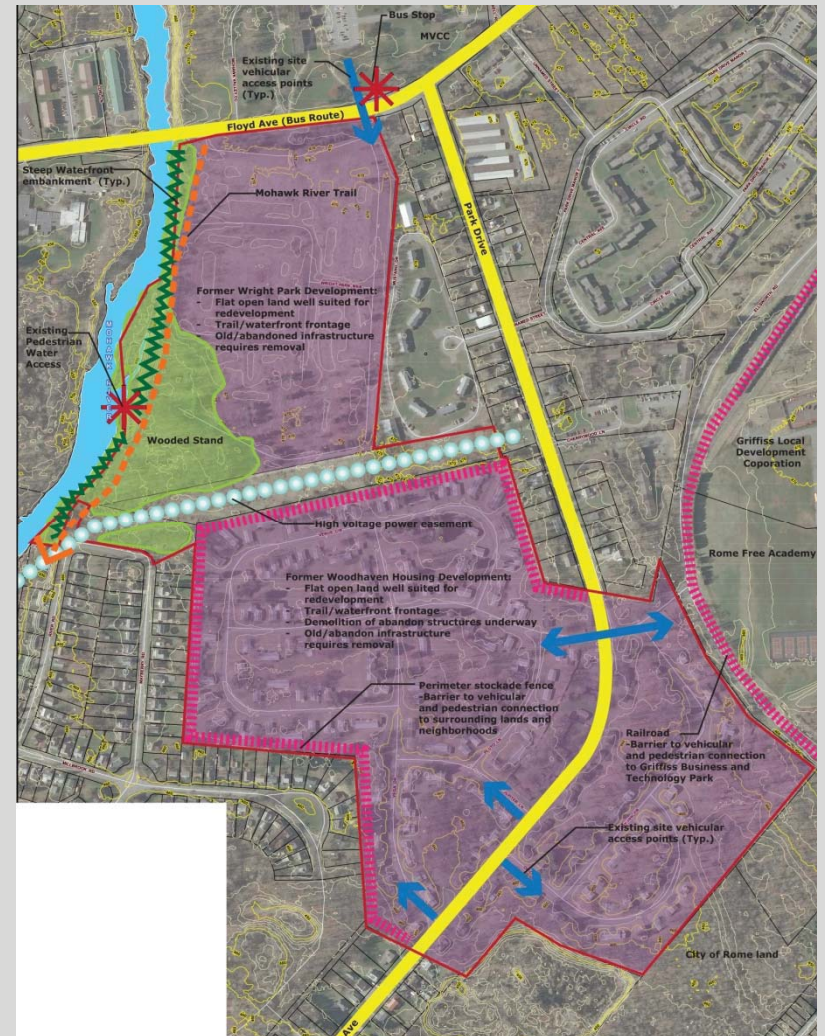 Bus Stop
MVCC
Existing site
vehicular
access points
(Typ.)
Floyd Ave (Bus Route)
Steep Waterfront
embankment (Typ.)
Mohawk River Trail
Park Drive
Former Wright Park Development:
- Flat open land well suited for
redevelopment
- Trail/waterfront frontage
- Old/abandoned infrastructure
requires removal
Existing
Pedestrian
Water
Access
Wooded Stand
Griffiss Local
Development
Coporation
High voltage power easement
Rome Free Academy
Former Woodhaven Housing Development:
- Flat open land well suited for
redevelopment
- Trail/waterfront frontage
- Demolition of abandon structures underway
- Old/abandon infrastructure
requires removal
Perimeter stockade fence
-Barrier to vehicular
and pedestrian connection
to surrounding lands and
neighborhoods
Railroad
-Barrier to vehicular
and pedestrian connection
to Griffiss Business and
Technology Park
Existing site vehicular
access points (Typ.)
City of Rome land
Ave